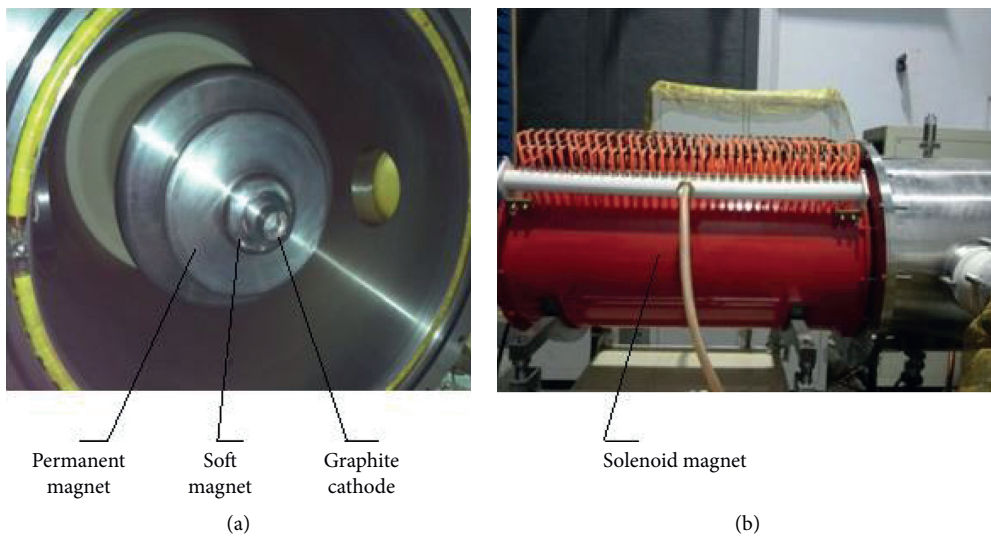 Permanent
magnet
Soft
magnet
Graphite
cathode
(a)
Solenoid magnet
(b)